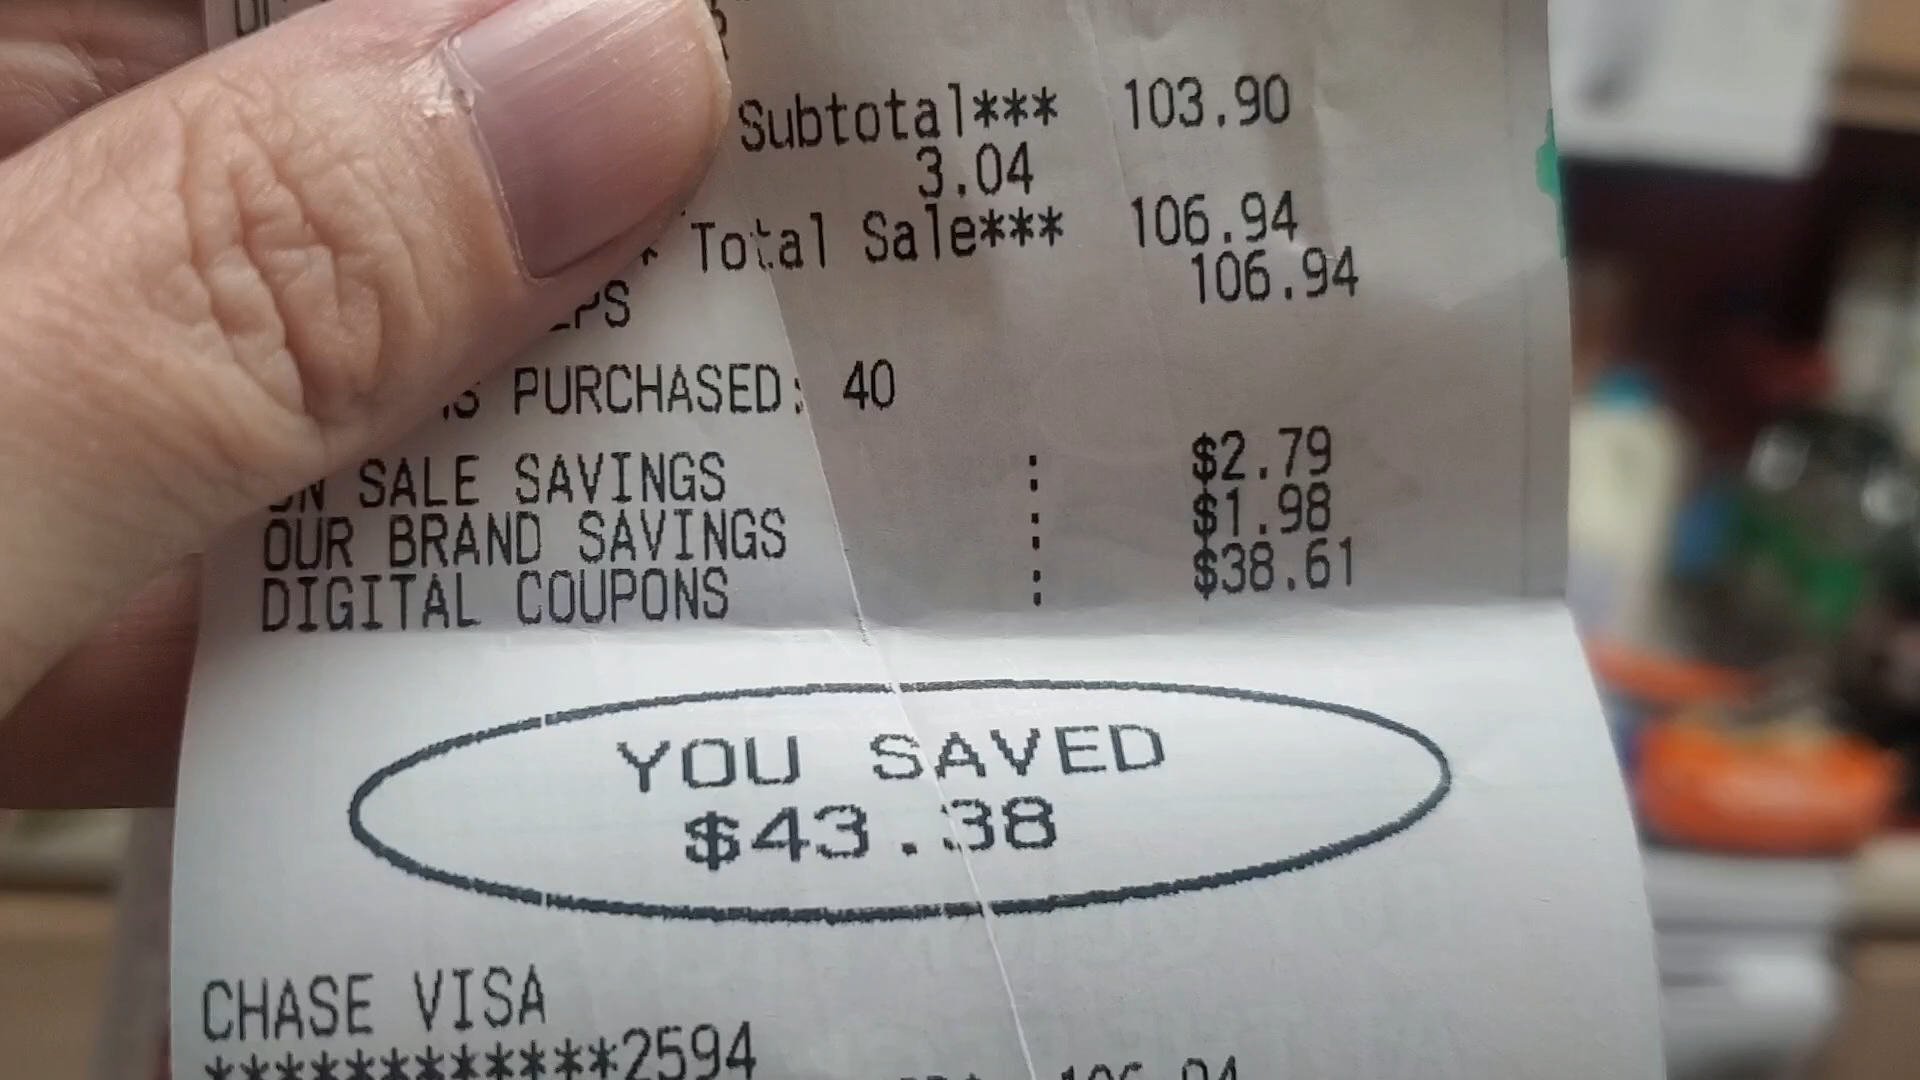 Subtotal*** 103.90
3.04
Total Sale*** 106.94
106.94
PURCHASED: 40
ON SALE SAVINGS : $2.79
OUR BRAND SAVINGS : $1.98
DIGITAL COUPONS : $38.61
YOU SAVED
$43.38
CHASE VISA
************2594